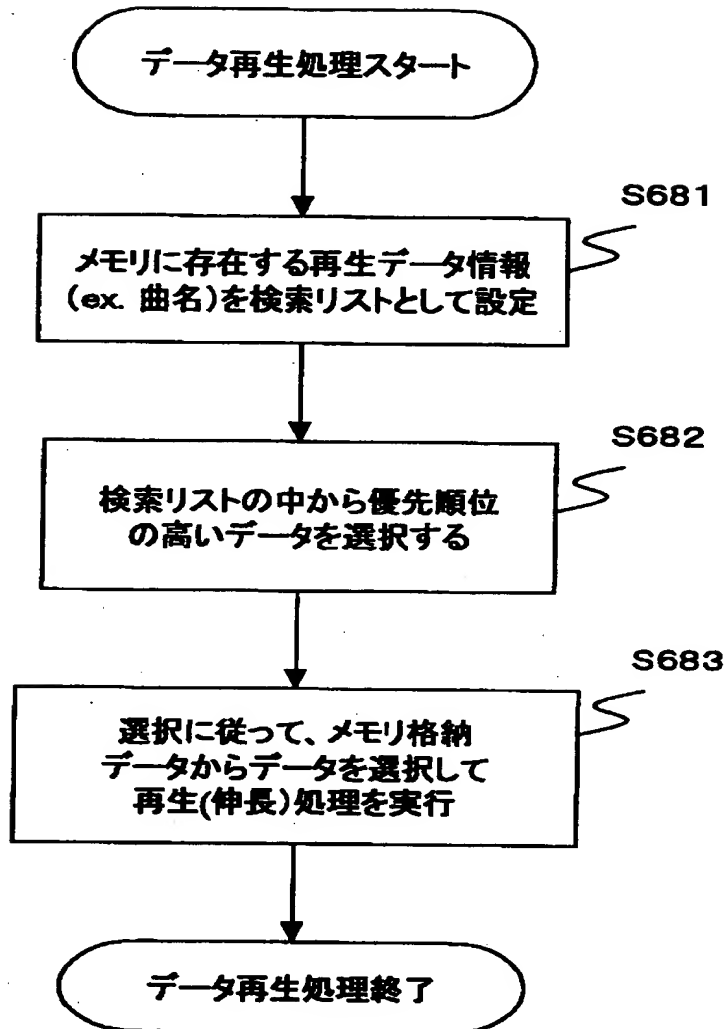 データ再生処理スタート
S681
メモリに存在する再生データ情報
(ex. 曲名)を検索リストとして設定
S682
検索リストの中から優先順位
の高いデータを選択する
S683
選択に従って、メモリ格納
データからデータを選択して
再生(伸長)処理を実行
データ再生処理終了